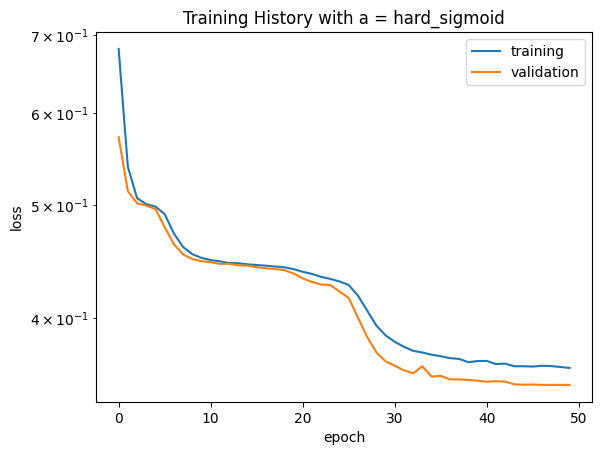 Training History with a = hard_sigmoid
training
validation
7 × 10⁻¹
6 × 10⁻¹
5 × 10⁻¹
4 × 10⁻¹
loss
0 10 20 30 40 50
epoch